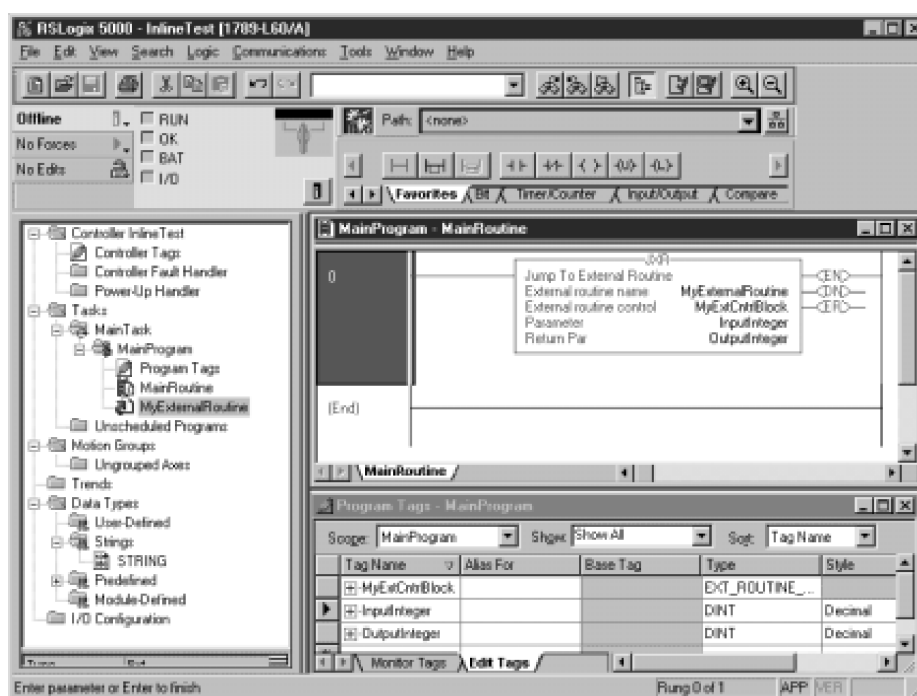 RSLogix 5000 - InlineTest [1789-L60/A]
File Edit View Search Logic Communications Tools Window Help
Offline
RUN
No Forces
OK
No Edits
BAT
I/O
Path: <none>
Favorites Bit Timer/Counter Input/Output Compare
Controller InlineTest
Controller Tags
Controller Fault Handler
Power-Up Handler
Tasks
MainTask
MainProgram
Program Tags
MainRoutine
MyExternalRoutine
Unscheduled Programs
Motion Groups
Ungrouped Axes
Trends
Data Types
User-Defined
Strings
STRING
Predefined
Module-Defined
I/O Configuration
MainProgram - MainRoutine
0
JXR
Jump To External Routine
External routine name MyExternalRoutine
External routine control MyExtCntrlBlock
Parameter InputInteger
Return Par OutputInteger
EN
DN
ER
(End)
MainRoutine
Program Tags - MainProgram
Scope: MainProgram Show: Show All Sort: Tag Name
Tag Name Alias For Base Tag Type Style
MyExtCntrlBlock EXT_ROUTINE_...
InputInteger DINT Decimal
OutputInteger DINT Decimal
Monitor Tags Edit Tags
Enter parameter or Enter to finish
Rung 0 of 1 APP VER